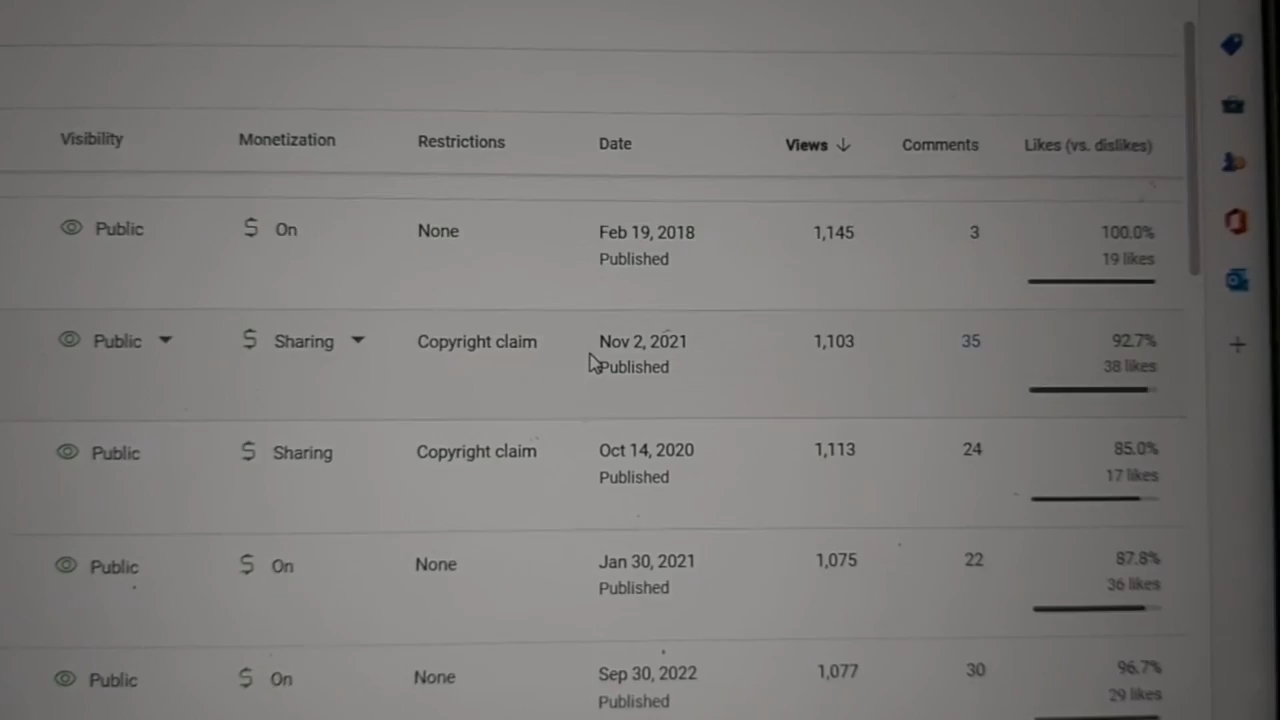 Visibility Monetization Restrictions Date Views ↓ Comments Likes (vs. dislikes)
Public $ On None Feb 19, 2018 1,145 3 100.0%
Published 19 likes
Public $ Sharing Copyright claim Nov 2, 2021 1,103 35 92.7%
Published 38 likes
Public $ Sharing Copyright claim Oct 14, 2020 1,113 24 85.0%
Published 17 likes
Public $ On None Jan 30, 2021 1,075 22 87.8%
Published 36 likes
Public $ On None Sep 30, 2022 1,077 30 96.7%
Published 29 likes